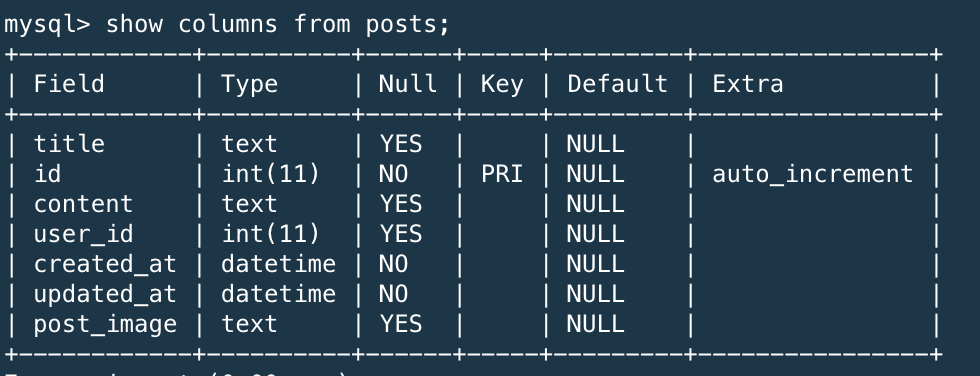 mysql> show columns from posts;
+------------+----------+------+-----+---------+----------------+
| Field      | Type     | Null | Key | Default | Extra          |
+------------+----------+------+-----+---------+----------------+
| title      | text     | YES  |     | NULL    |                |
| id         | int(11)  | NO   | PRI | NULL    | auto_increment |
| content    | text     | YES  |     | NULL    |                |
| user_id    | int(11)  | YES  |     | NULL    |                |
| created_at | datetime | NO   |     | NULL    |                |
| updated_at | datetime | NO   |     | NULL    |                |
| post_image | text     | YES  |     | NULL    |                |
+------------+----------+------+-----+---------+----------------+